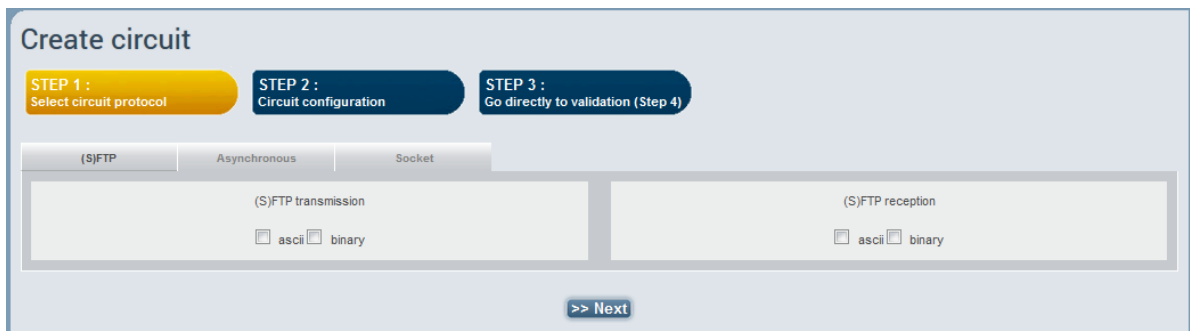 Create circuit
STEP 1 :
Select circuit protocol
STEP 2 :
Circuit configuration
STEP 3 :
Go directly to validation (Step 4)
(S)FTP
Asynchronous
Socket
(S)FTP transmission
ascii binary
(S)FTP reception
ascii binary
>> Next